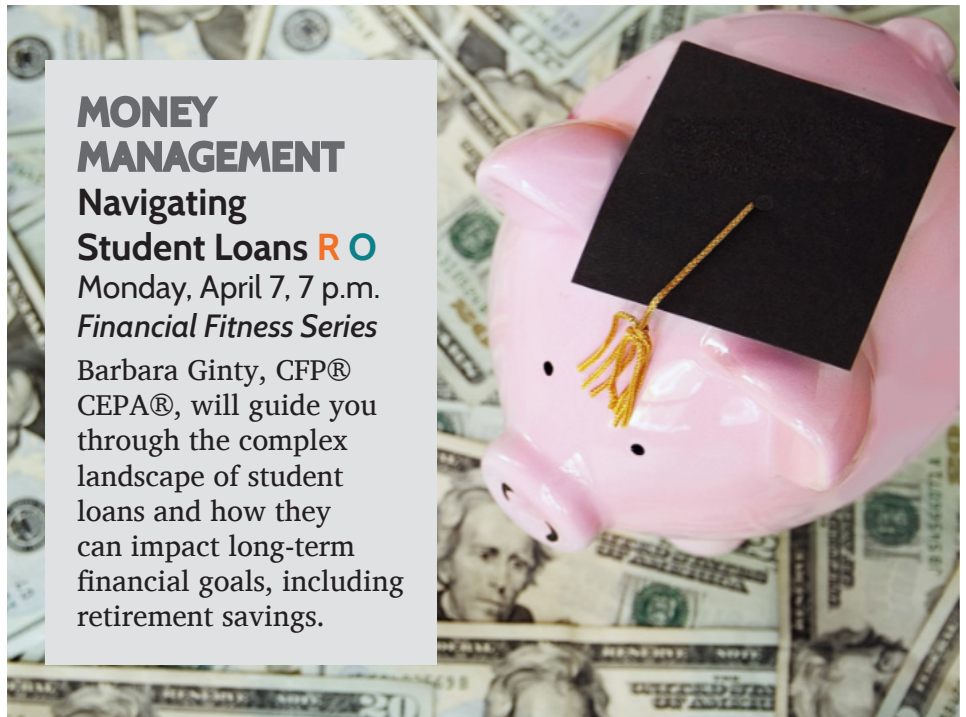 MONEY
MANAGEMENT
Navigating
Student Loans R O
Monday, April 7, 7 p.m.
Financial Fitness Series
Barbara Ginty, CFP®
CEPA®, will guide you
through the complex
landscape of student
loans and how they
can impact long-term
financial goals, including
retirement savings.